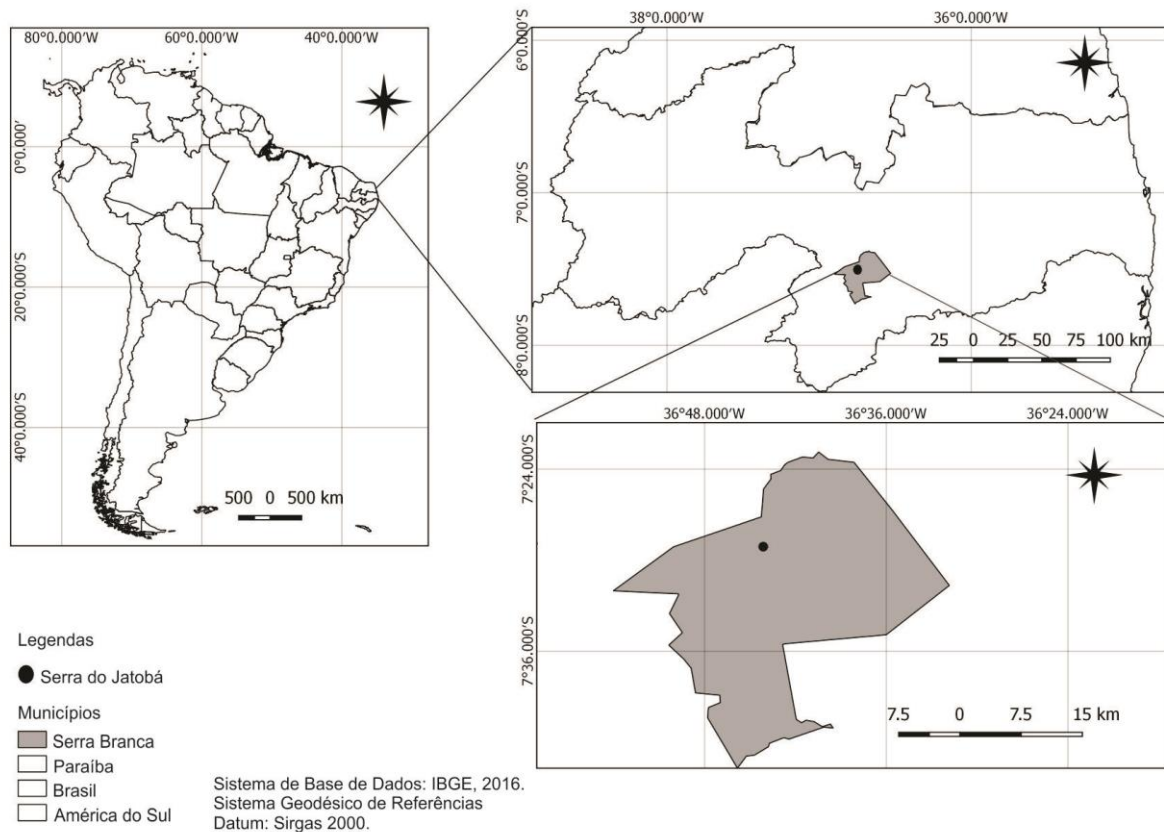 80°0.000'W 60°0.000'W 40°0.000'W
0°0.000'
20°0.000'S
40°0.000'S
500 0 500 km
38°0.000'W 36°0.000'W
6°0.000'S
7°0.000'S
8°0.000'S
25 0 25 50 75 100 km
36°48.000'W 36°36.000'W 36°24.000'W
7°24.000'S
7°36.000'S
7.5 0 7.5 15 km
Legendas
Serra do Jatobá
Municípios
Serra Branca
Paraíba
Brasil
América do Sul
Sistema de Base de Dados: IBGE, 2016.
Sistema Geodésico de Referências
Datum: Sirgas 2000.